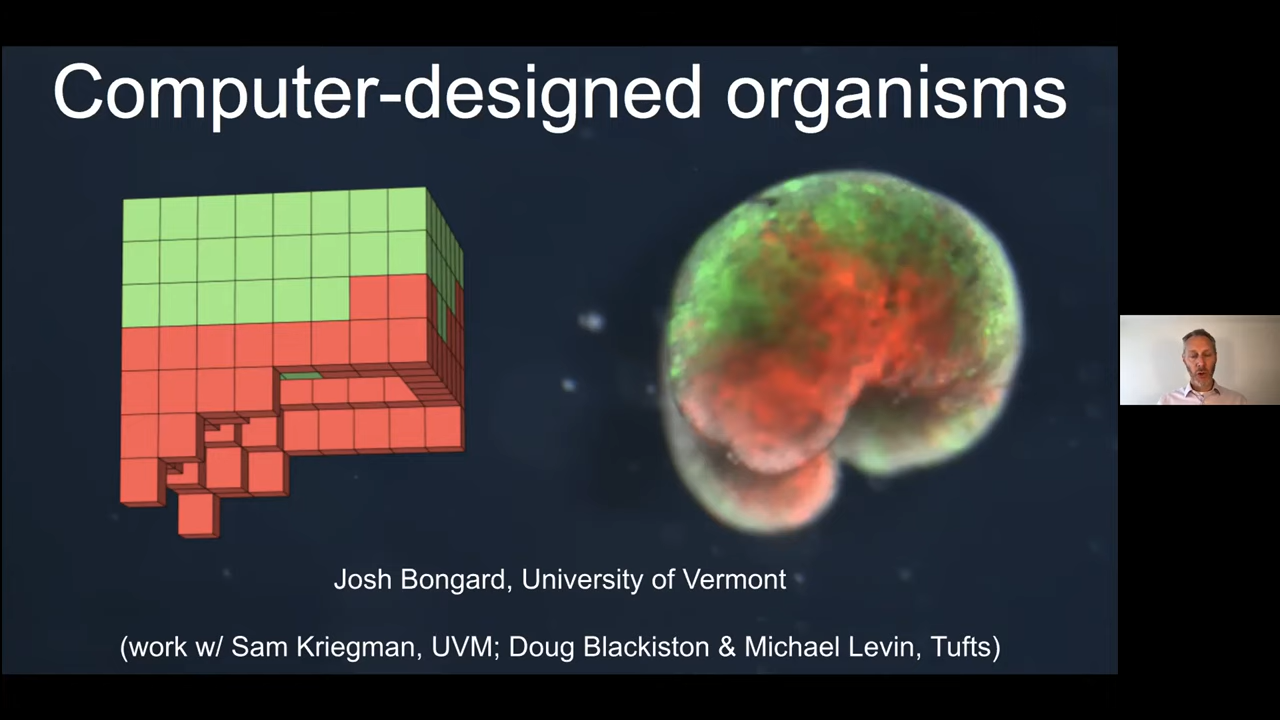 Computer-designed organisms
Josh Bongard, University of Vermont
(work w/ Sam Kriegman, UVM; Doug Blackiston & Michael Levin, Tufts)